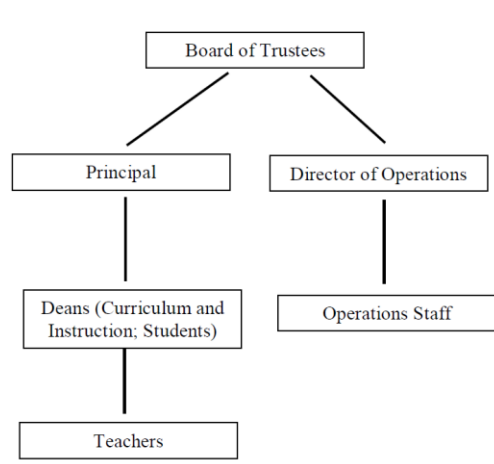 Board of Trustees
Principal
Director of Operations
Deans (Curriculum and
Instruction; Students)
Operations Staff
Teachers